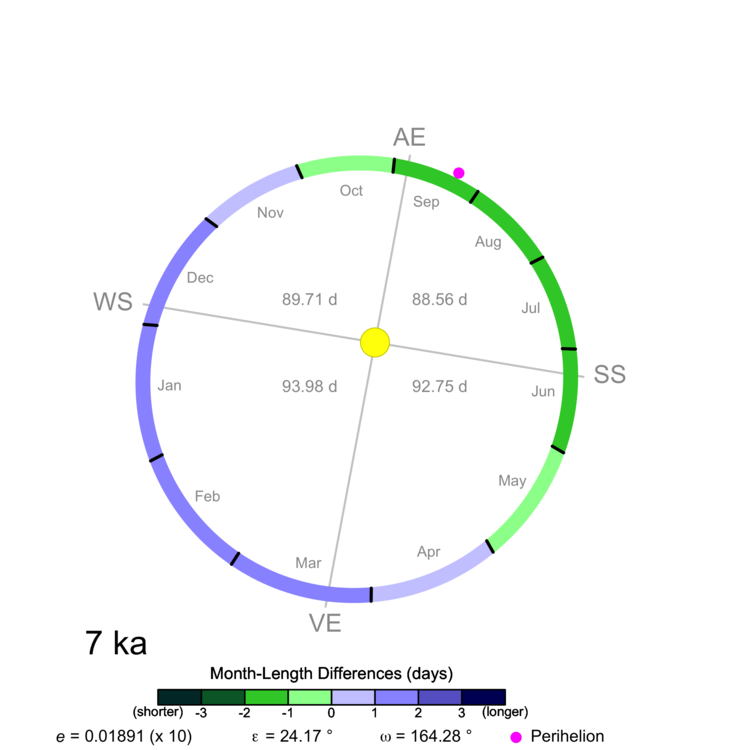 AE
Oct
Sep
Nov
Aug
Dec
WS
89.71 d
88.56 d
Jul
SS
Jan
93.98 d
92.75 d
Jun
May
Feb
Apr
Mar
VE
7 ka
Month-Length Differences (days)
(shorter) -3 -2 -1 0 1 2 3 (longer)
e = 0.01891 (x 10) ε = 24.17 ° ω = 164.28 ° Perihelion